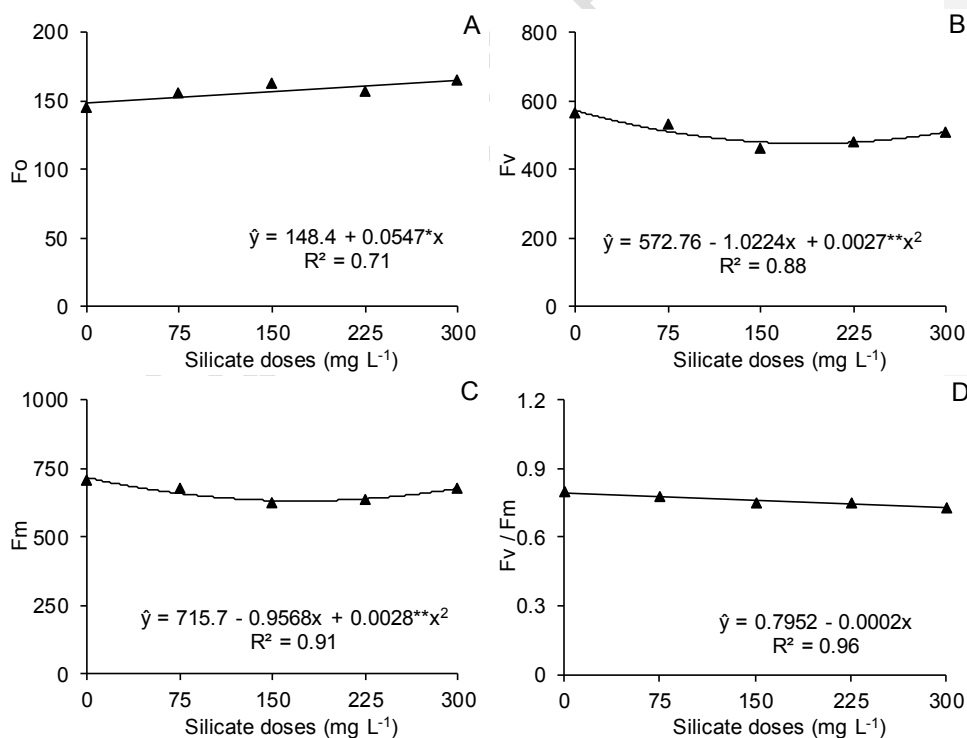 A
200
150
100
50
0
Fo
ŷ = 148.4 + 0.0547*x
R² = 0.71
0 75 150 225 300
Silicate doses (mg L⁻¹)
B
800
600
400
200
0
Fv
ŷ = 572.76 - 1.0224x + 0.0027**x²
R² = 0.88
0 75 150 225 300
Silicate doses (mg L⁻¹)
C
1000
750
500
250
0
Fm
ŷ = 715.7 - 0.9568x + 0.0028**x²
R² = 0.91
0 75 150 225 300
Silicate doses (mg L⁻¹)
D
1.2
0.9
0.6
0.3
0
Fv / Fm
ŷ = 0.7952 - 0.0002x
R² = 0.96
0 75 150 225 300
Silicate doses (mg L⁻¹)